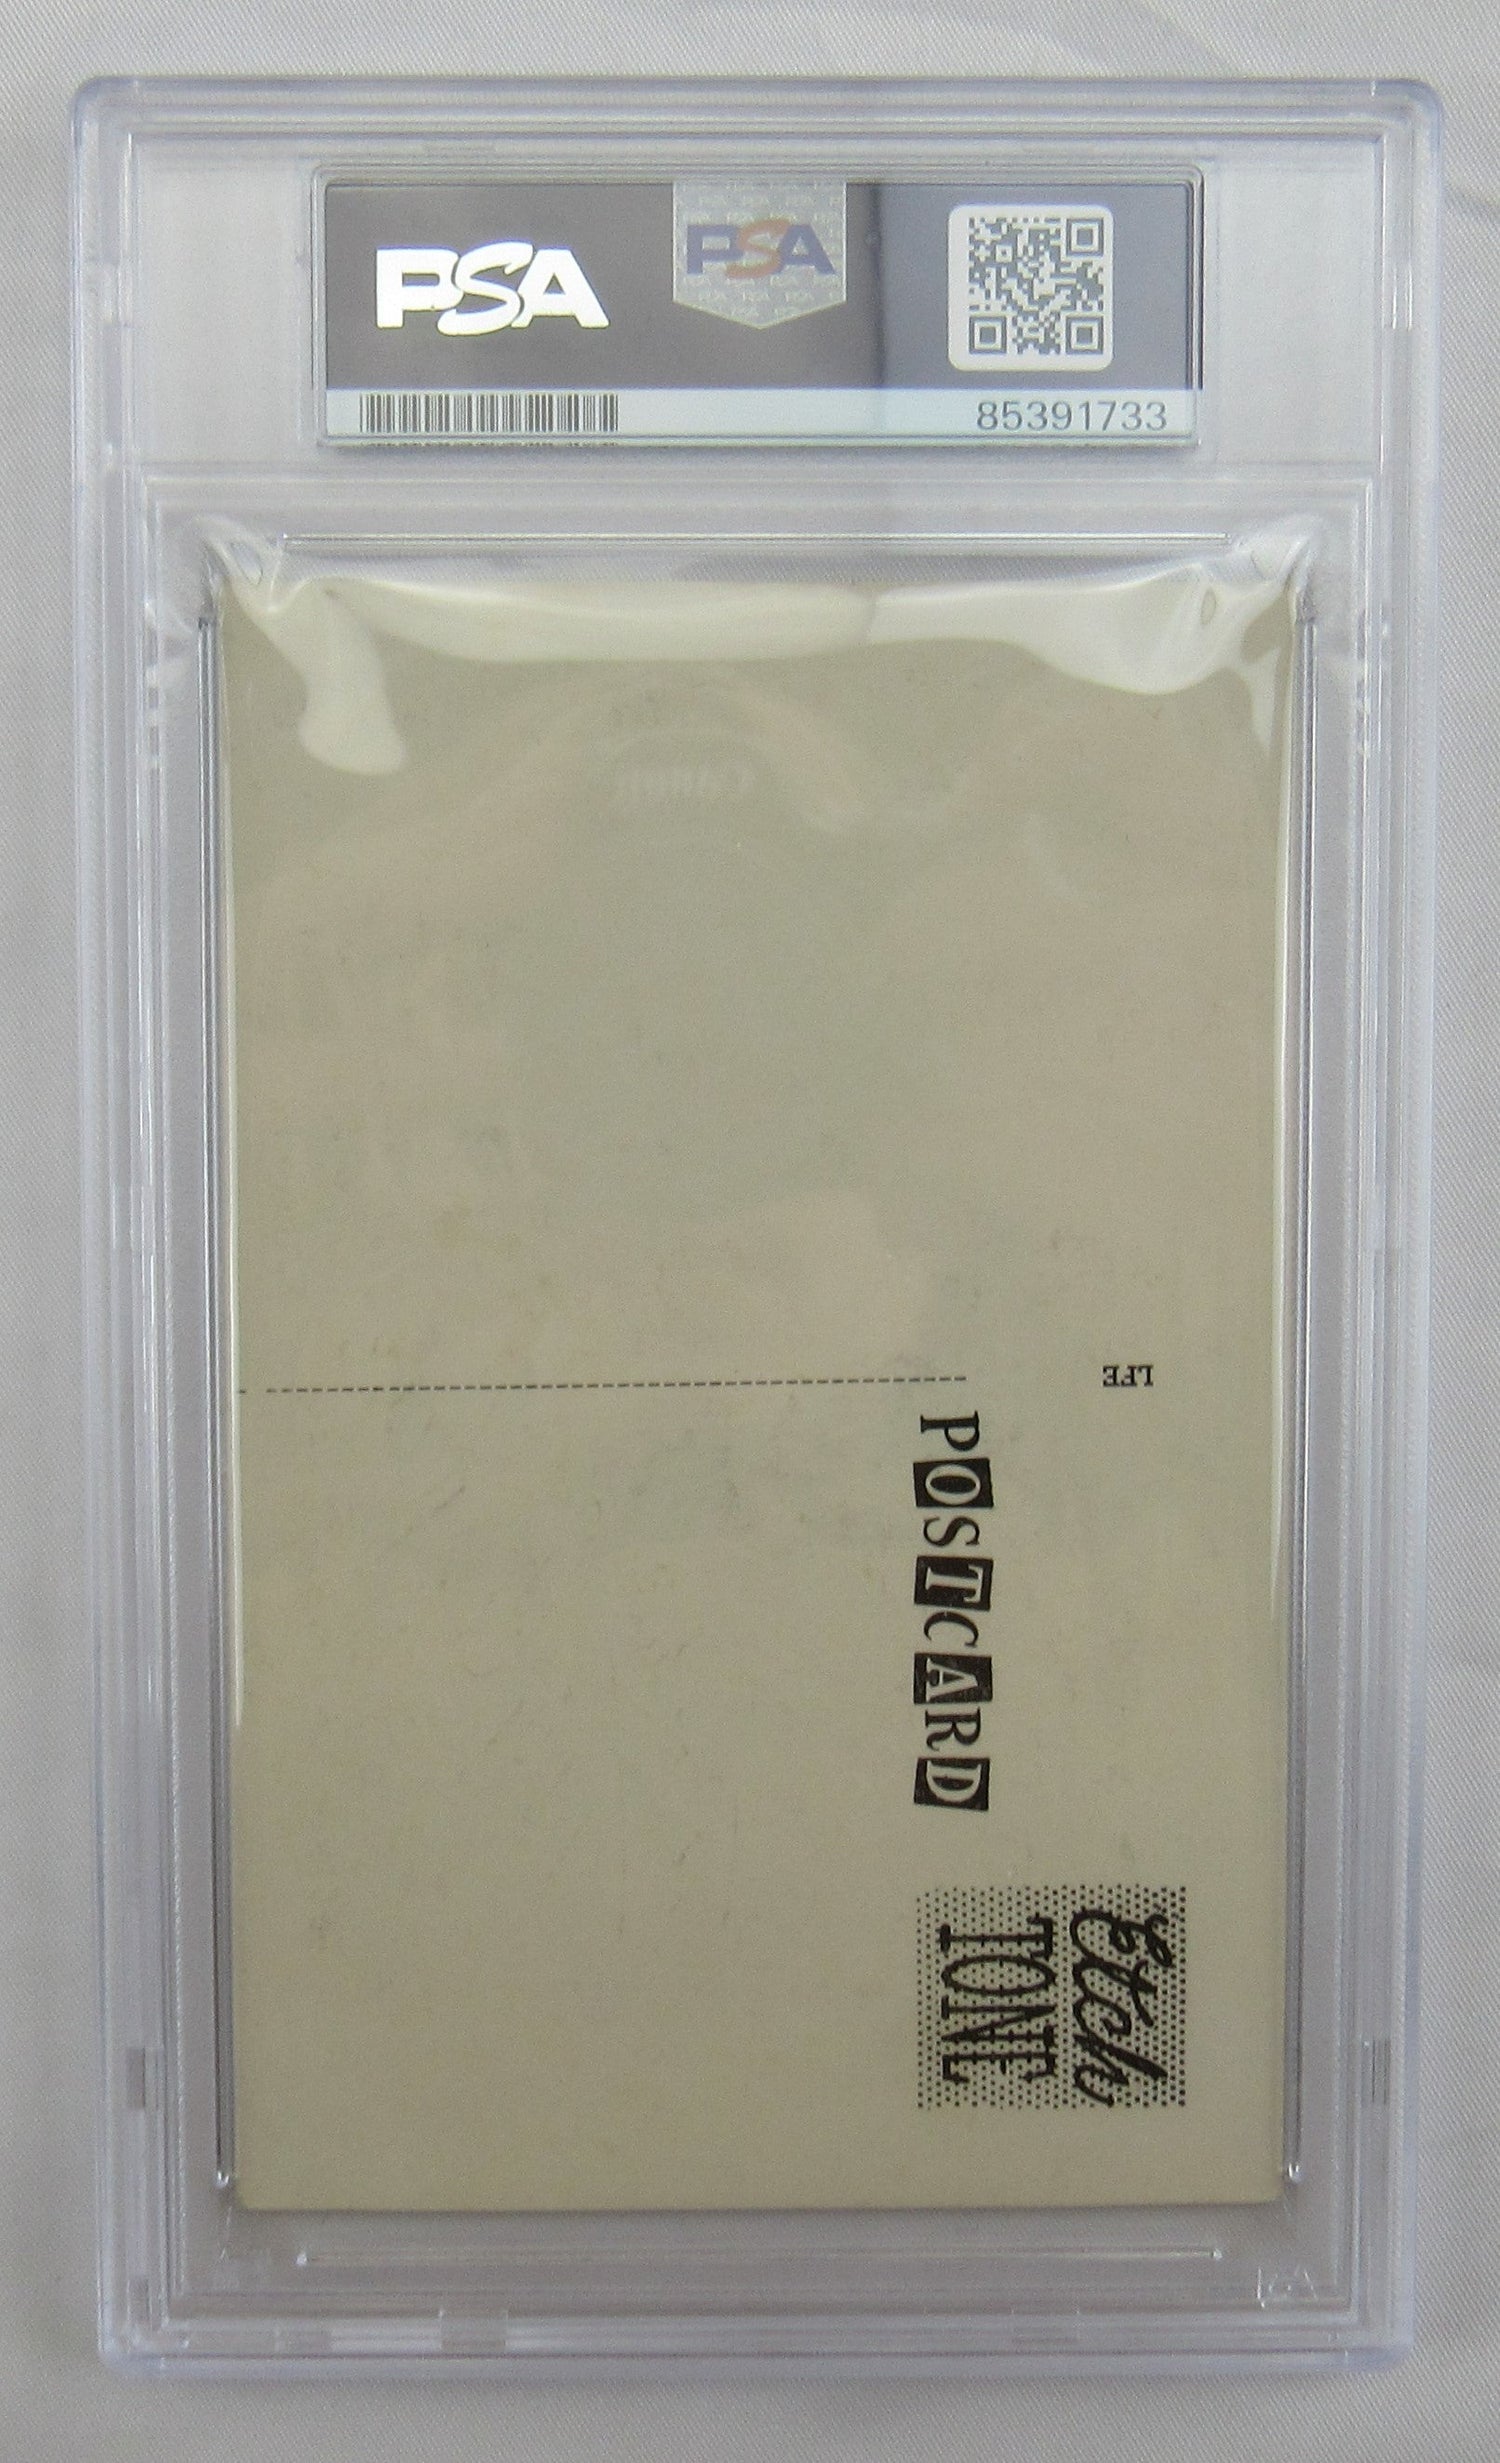 PSA
PSA
85391733
LFE
POSTCARD
Etch
TONE